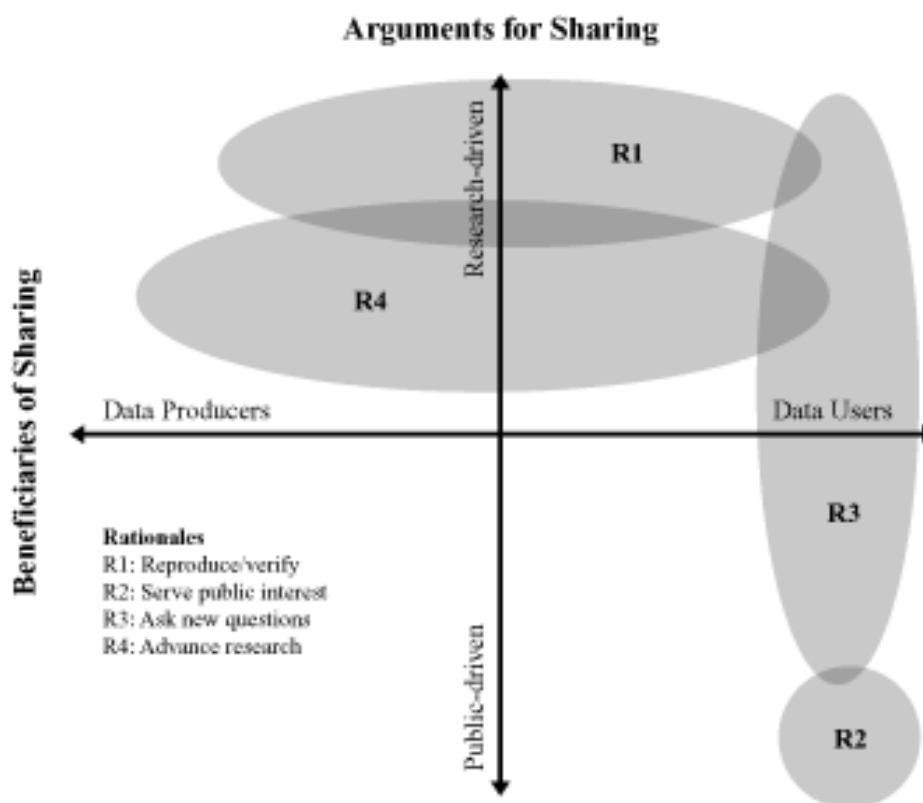 Arguments for Sharing
Research-driven
R1
R4
Beneficiaries of Sharing
Data Producers
Data Users
R3
Rationales
R1: Reproduce/verify
R2: Serve public interest
R3: Ask new questions
R4: Advance research
Public-driven
R2